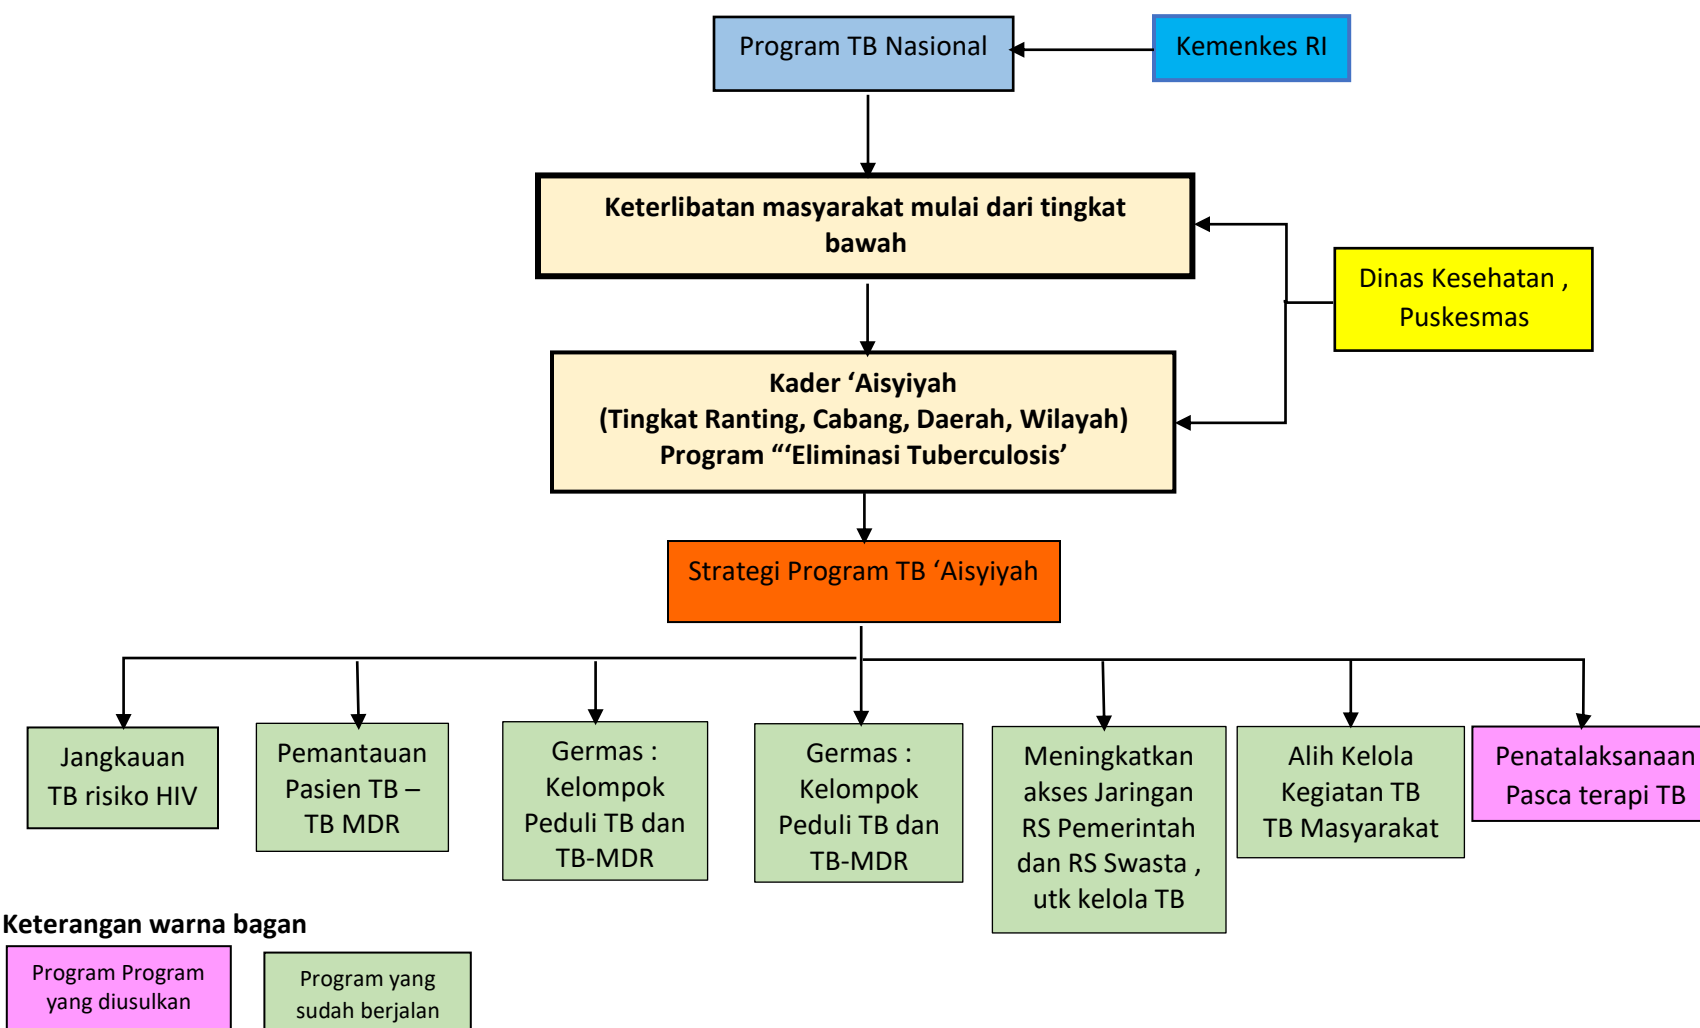 Program TB Nasional
Kemenkes RI
Keterlibatan masyarakat mulai dari tingkat
bawah
Dinas Kesehatan ,
Puskesmas
Kader ‘Aisyiyah
(Tingkat Ranting, Cabang, Daerah, Wilayah)
Program “‘Eliminasi Tuberculosis’
Strategi Program TB ‘Aisyiyah
Jangkauan
TB risiko HIV
Pemantauan
Pasien TB –
TB MDR
Germas :
Kelompok
Peduli TB dan
TB-MDR
Germas :
Kelompok
Peduli TB dan
TB-MDR
Meningkatkan
akses Jaringan
RS Pemerintah
dan RS Swasta ,
utk kelola TB
Alih Kelola
Kegiatan TB
TB Masyarakat
Penatalaksanaan
Pasca terapi TB
Keterangan warna bagan
Program Program
yang diusulkan
Program yang
sudah berjalan